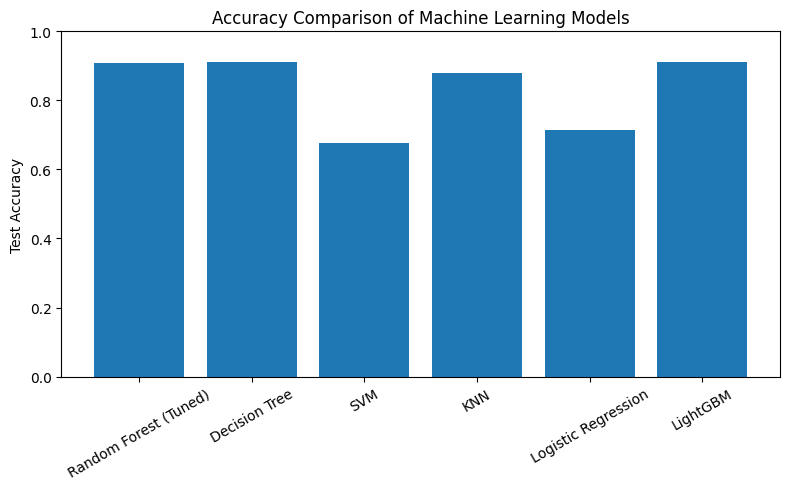 Accuracy Comparison of Machine Learning Models
Test Accuracy
1.0
0.8
0.6
0.4
0.2
0.0
Random Forest (Tuned)
Decision Tree
SVM
KNN
Logistic Regression
LightGBM